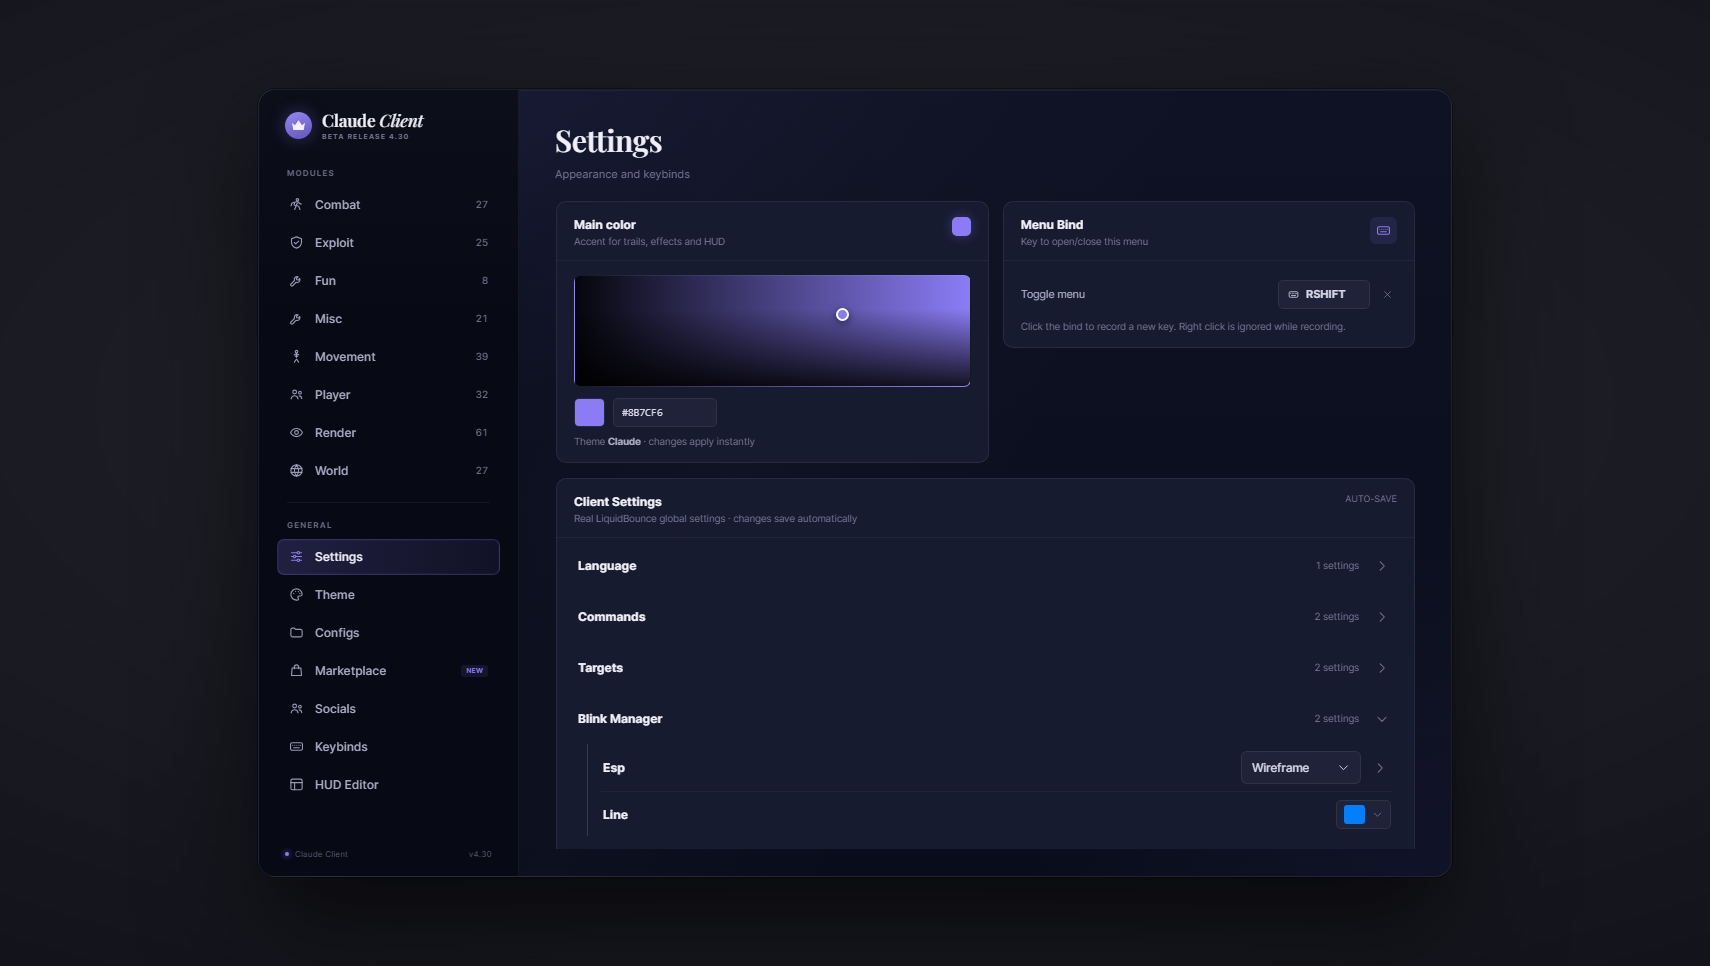 Claude Client
BETA RELEASE 4.30
MODULES
Combat 27
Exploit 25
Fun 8
Misc 21
Movement 39
Player 32
Render 61
World 27
GENERAL
Settings
Theme
Configs
Marketplace NEW
Socials
Keybinds
HUD Editor
Claude Client v4.30
Settings
Appearance and keybinds
Main color
Accent for trails, effects and HUD
#8B7CF6
Theme Claude · changes apply instantly
Menu Bind
Key to open/close this menu
Toggle menu RSHIFT
Click the bind to record a new key. Right click is ignored while recording.
Client Settings AUTO-SAVE
Real LiquidBounce global settings · changes save automatically
Language 1 settings
Commands 2 settings
Targets 2 settings
Blink Manager 2 settings
Esp Wireframe
Line